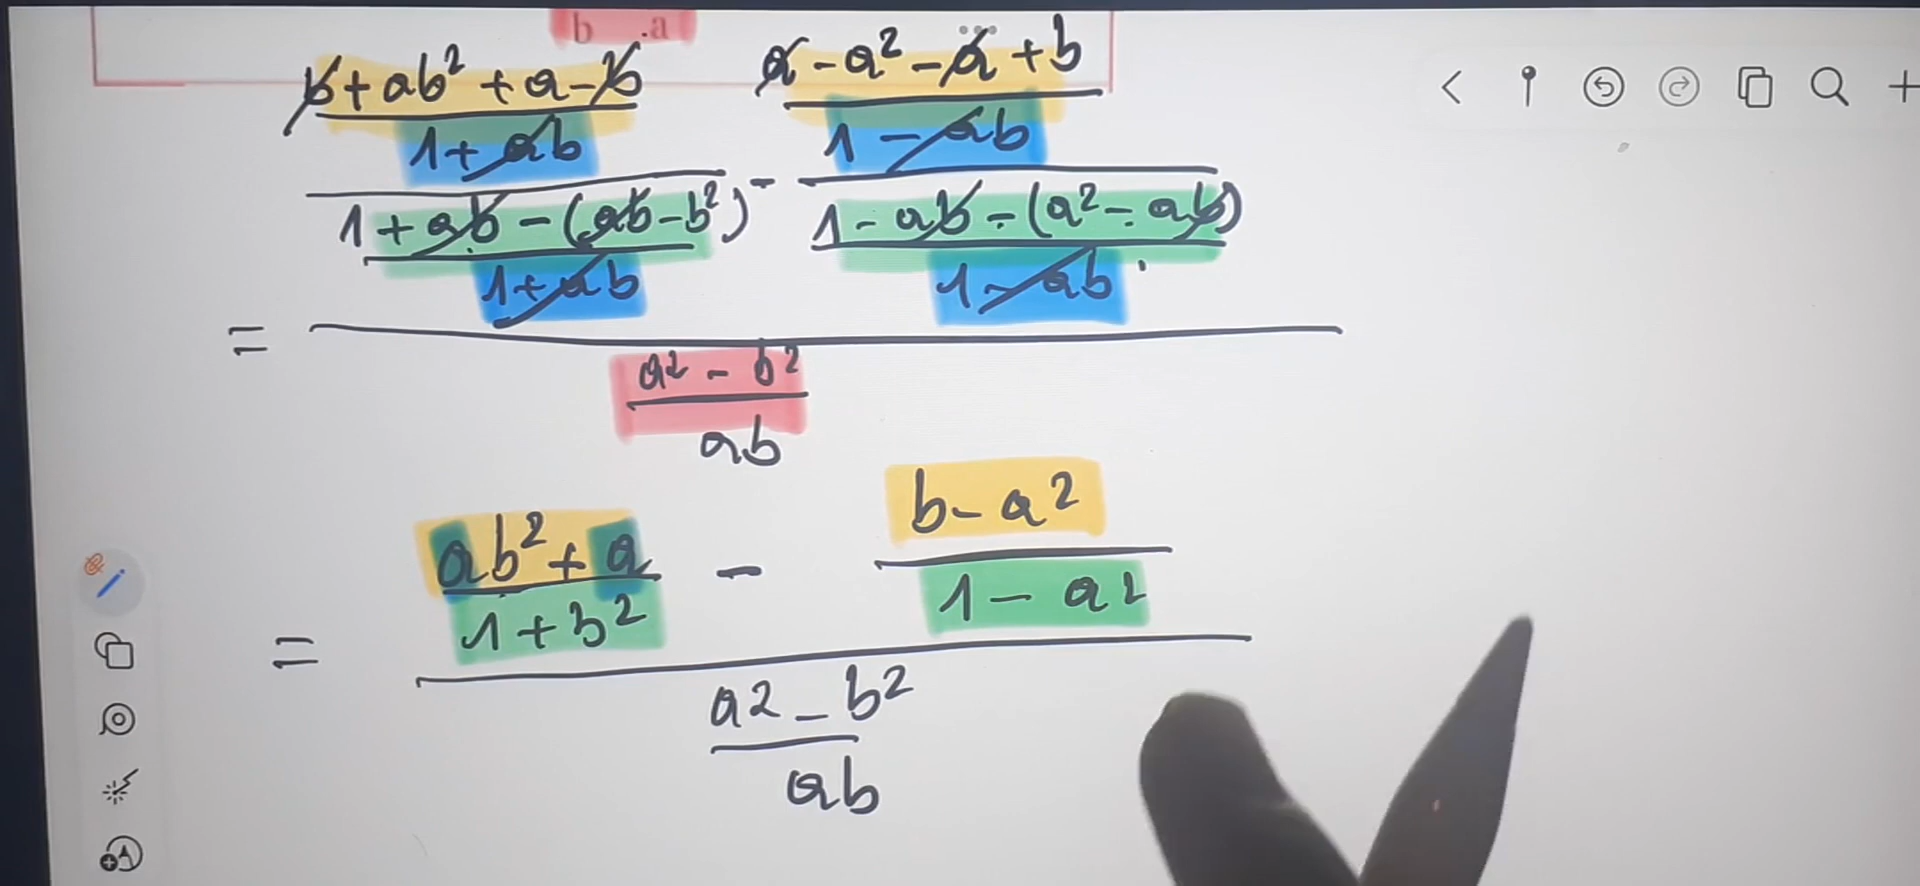 b a
b + ab² + a - b a - a² - a + b
1 + ab 1 - ab
-
1 + ab - (ab - b²) 1 - ab - (a² - ab)
1 + ab 1 - ab
=
a² - b²
ab
b - a²
ab² + a -
1 + b² 1 - a²
=
a² - b²
ab